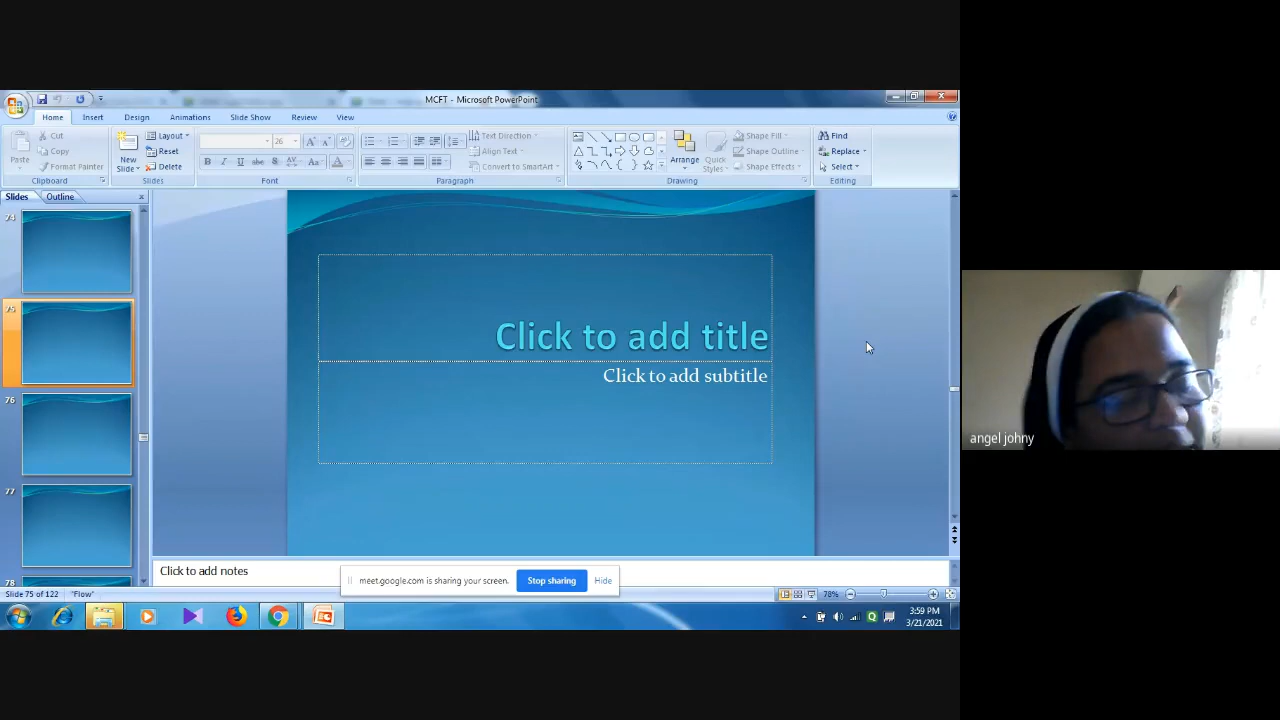 MCFT - Microsoft PowerPoint
Home Insert Design Animations Slide Show Review View
Paste Cut Copy Format Painter
Clipboard
New Slide Layout Reset Delete
Slides
26
B I U abc S AV Aa A
Font
Text Direction
Align Text
Convert to SmartArt
Paragraph
Arrange Quick Styles
Shape Fill
Shape Outline
Shape Effects
Drawing
Find
Replace
Select
Editing
Slides Outline
74
75
76
77
78
Click to add title
Click to add subtitle
Click to add notes
meet.google.com is sharing your screen. Stop sharing Hide
Slide 75 of 122 "Flow" 78%
3:59 PM
3/21/2021
angel johny